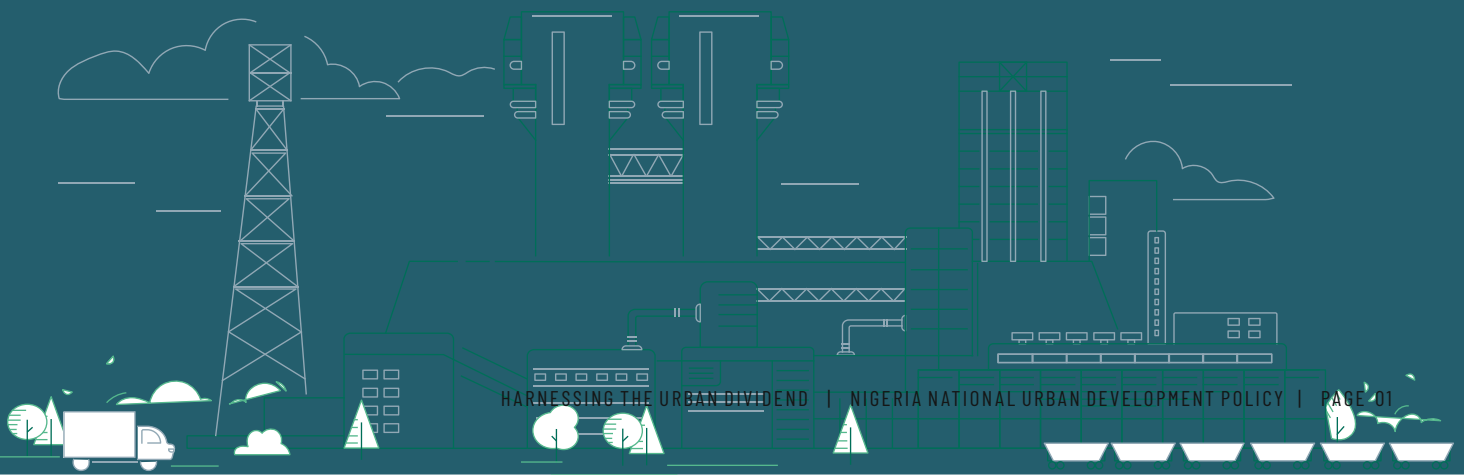 HARNESSING THE URBAN DIVIDEND | NIGERIA NATIONAL URBAN DEVELOPMENT POLICY | PAGE 01